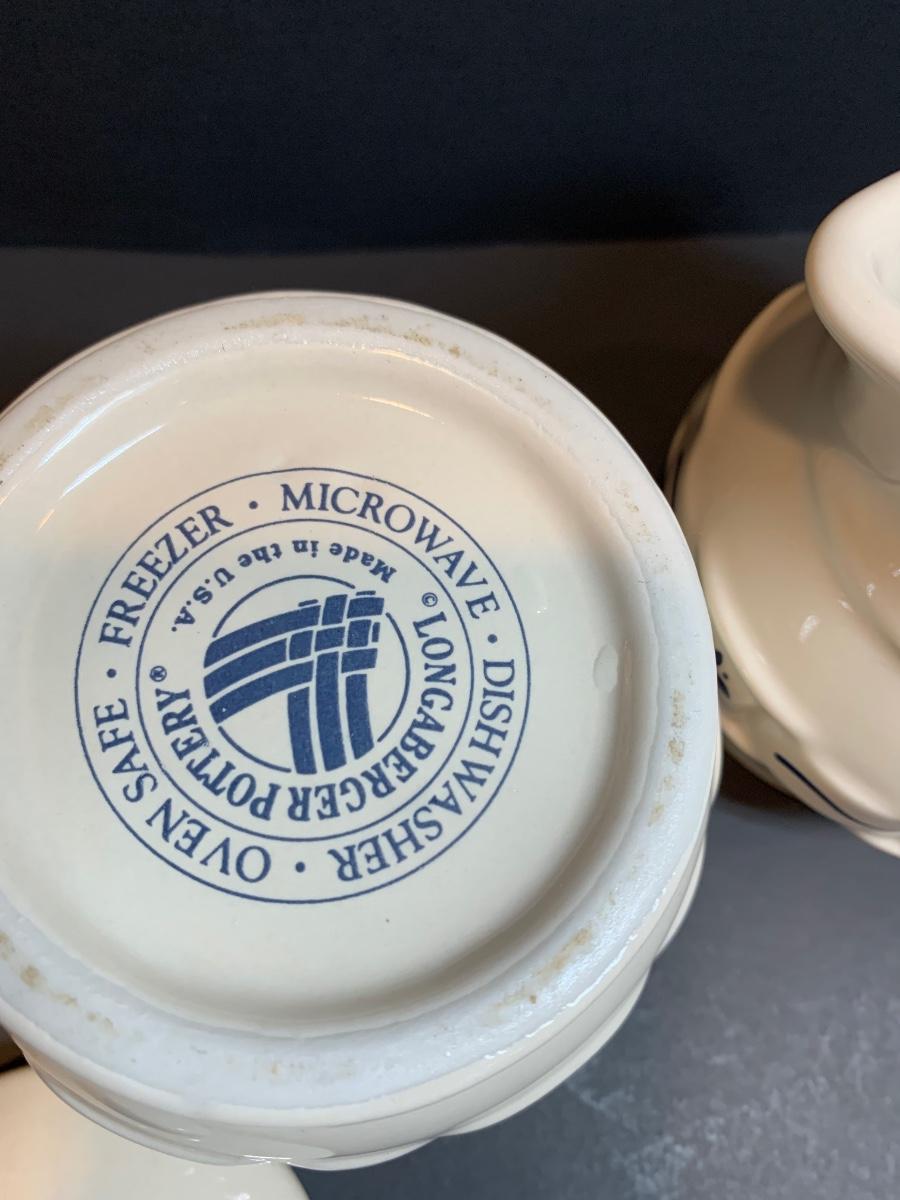 OVEN SAFE · FREEZER · MICROWAVE · DISHWASHER ·
Made in the U.S.A.
© LONGABERGER POTTERY ®